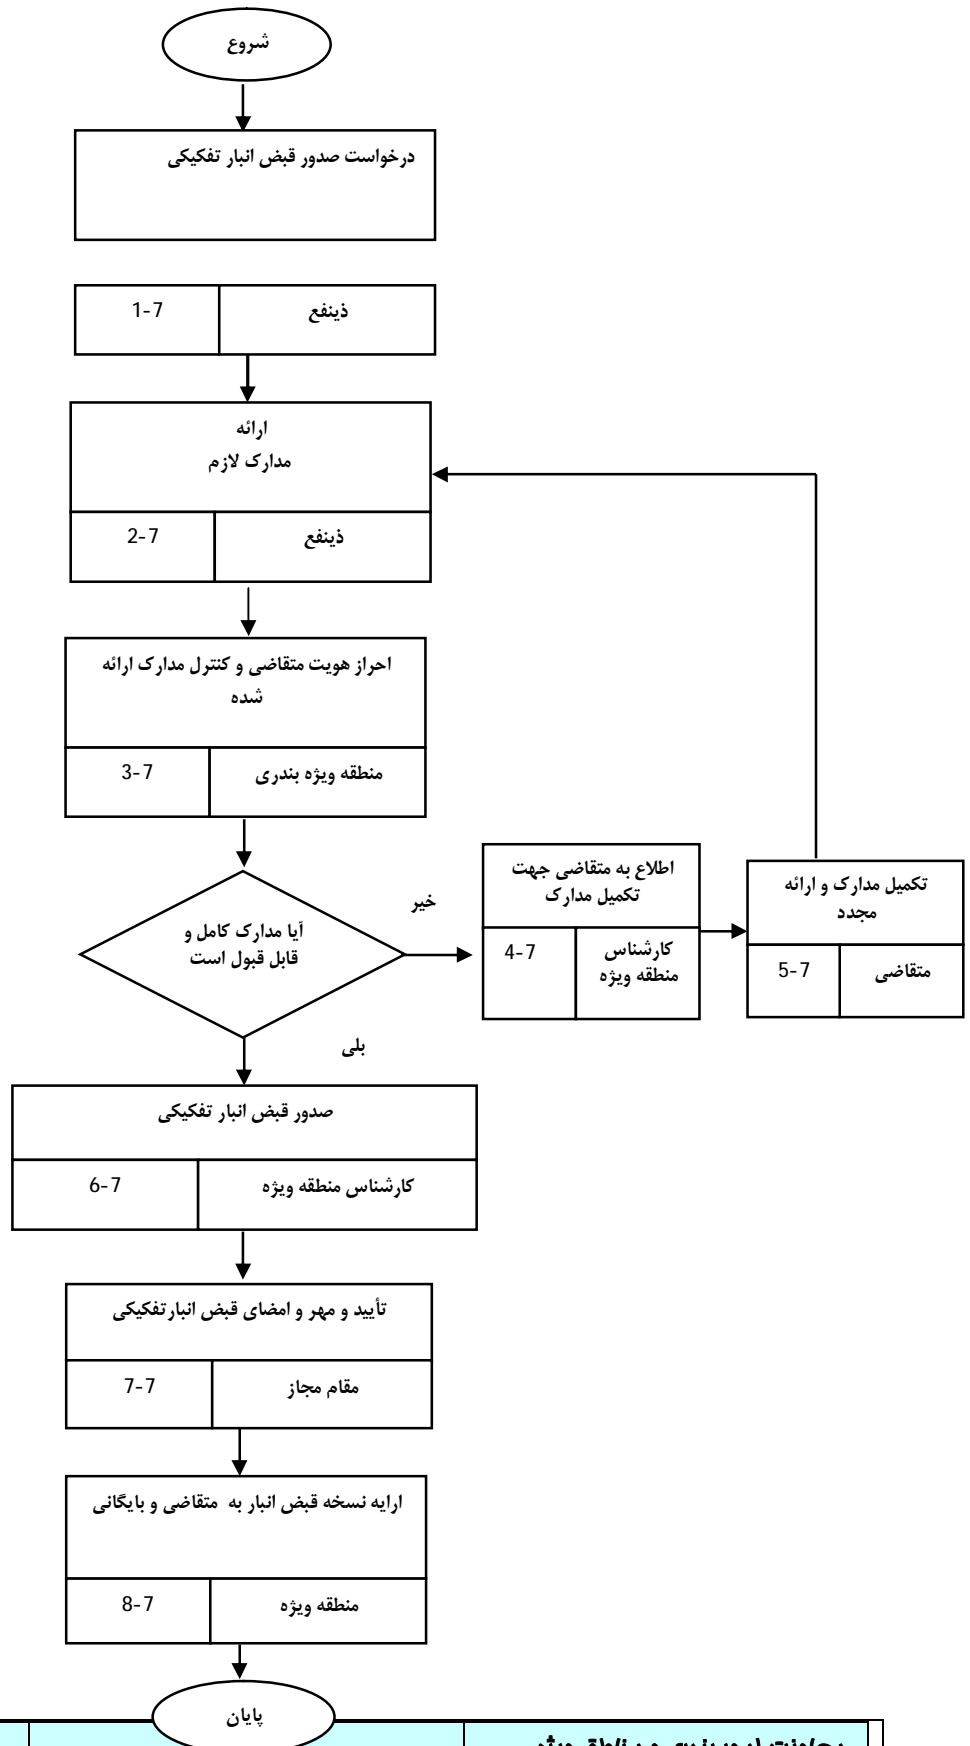 شروع
درخواست صدور قبض انبار تفکیکی
ذینفع
1-7
ارائه
مدارک لازم
ذینفع
2-7
احراز هویت متقاضی و کنترل مدارک ارائه
شده
منطقه ویژه بندری
3-7
آیا مدارک کامل و
قابل قبول است
خیر
اطلاع به متقاضی جهت
تکمیل مدارک
کارشناس
منطقه ویژه
4-7
تکمیل مدارک و ارائه
مجدد
متقاضی
5-7
بلی
صدور قبض انبار تفکیکی
کارشناس منطقه ویژه
6-7
تأیید و مهر و امضای قبض انبارتفکیکی
مقام مجاز
7-7
ارایه نسخه قبض انبار به متقاضی و بایگانی
منطقه ویژه
8-7
پایان